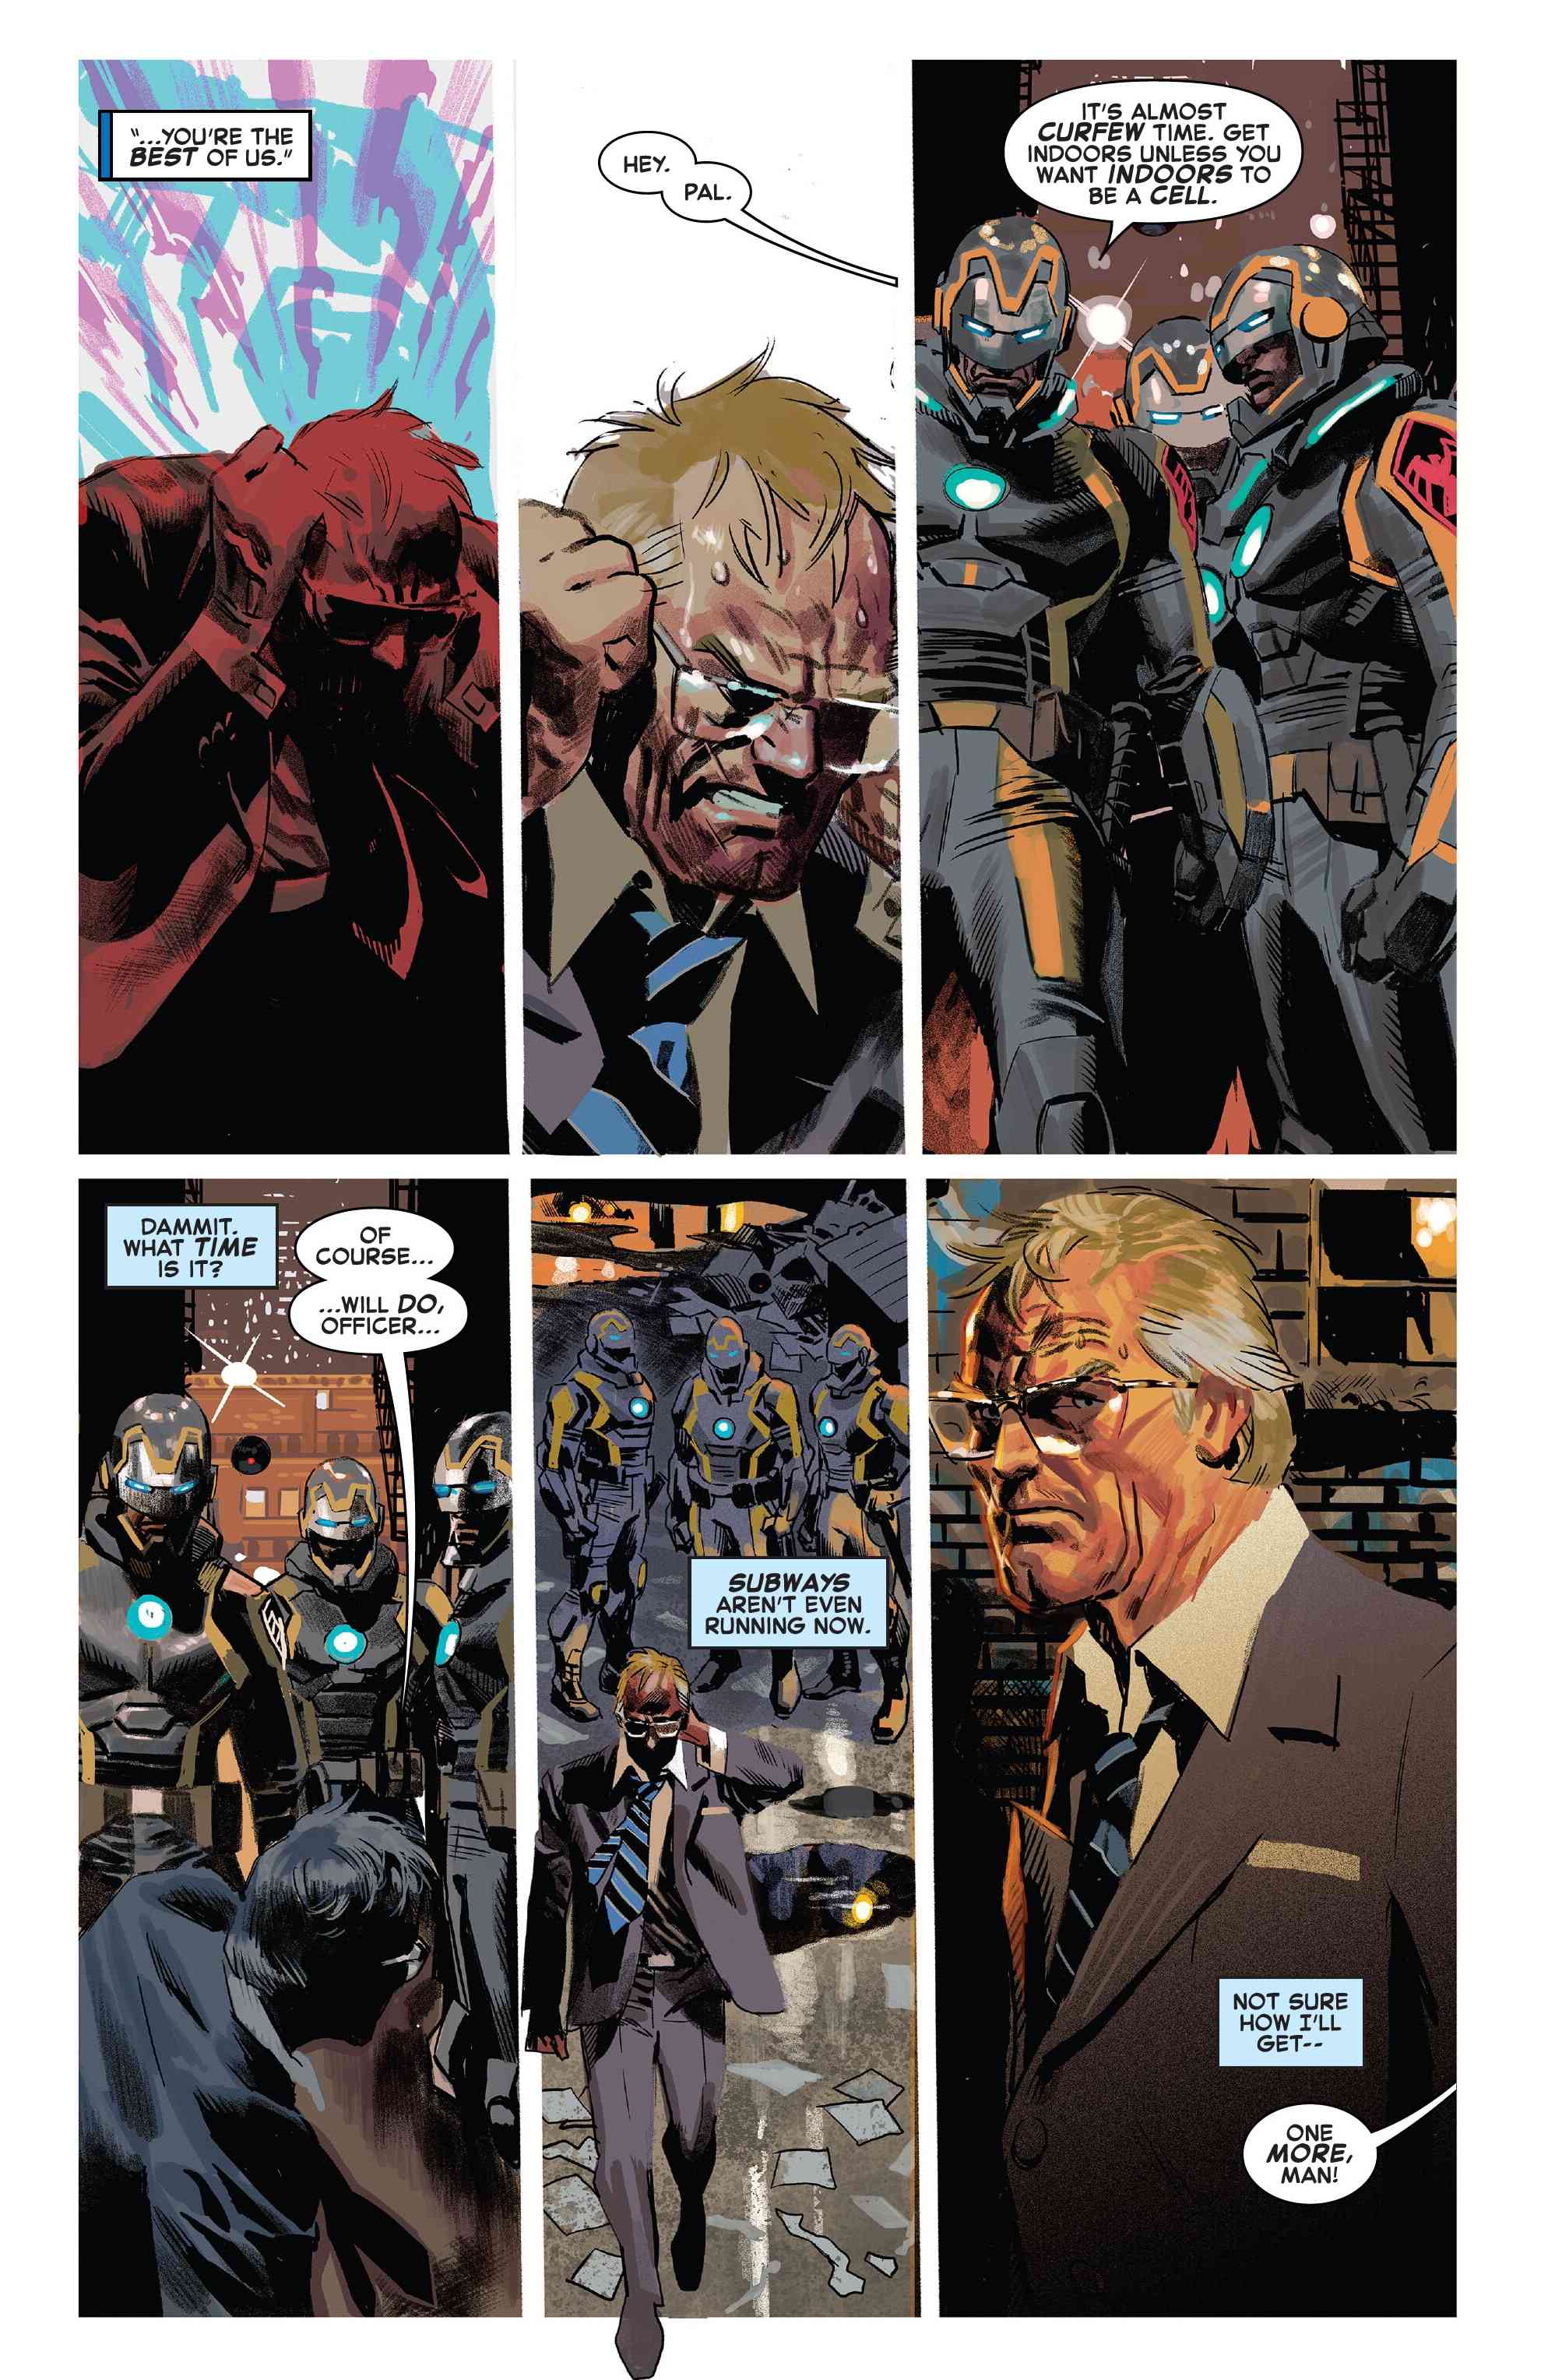 "...YOU'RE THE
BEST OF US."
HEY.
PAL.
IT'S ALMOST
CURFEW TIME. GET
INDOORS UNLESS YOU
WANT INDOORS TO
BE A CELL.
DAMMIT.
WHAT TIME
IS IT?
OF
COURSE...
...WILL DO,
OFFICER...
SUBWAYS
AREN'T EVEN
RUNNING NOW.
NOT SURE
HOW I'LL
GET--
ONE
MORE,
MAN!